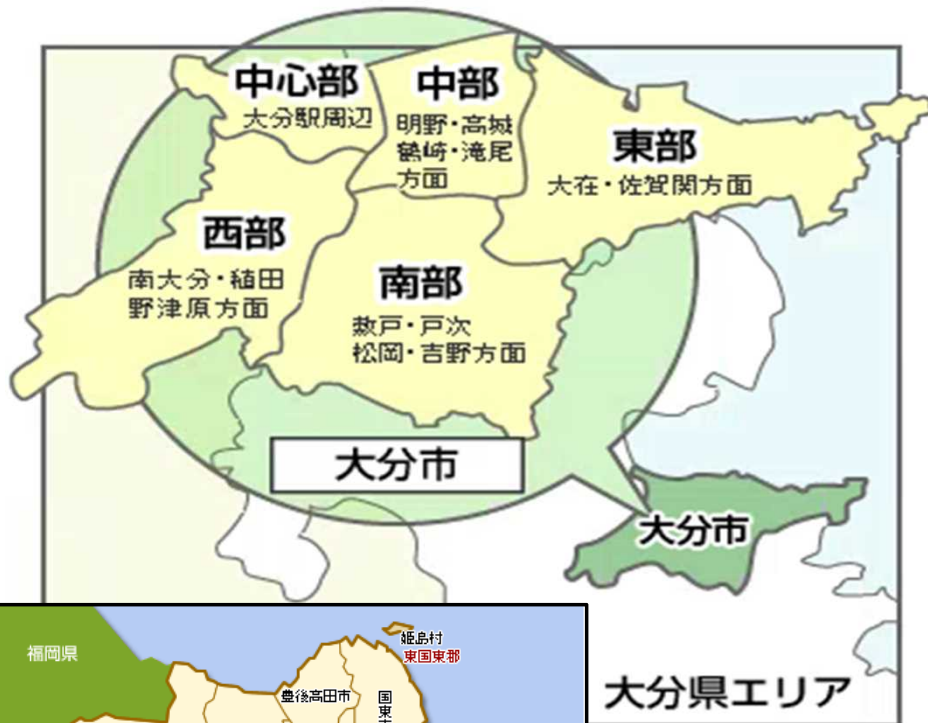 中心部
大分駅周辺
中部
明野・高城
鶴崎・滝尾
方面
東部
大在・佐賀関方面
西部
南大分・稙田
野津原方面
南部
敷戸・戸次
松岡・吉野方面
大分市
大分市
大分県エリア
福岡県
姫島村
東国東郡
豊後高田市
国東